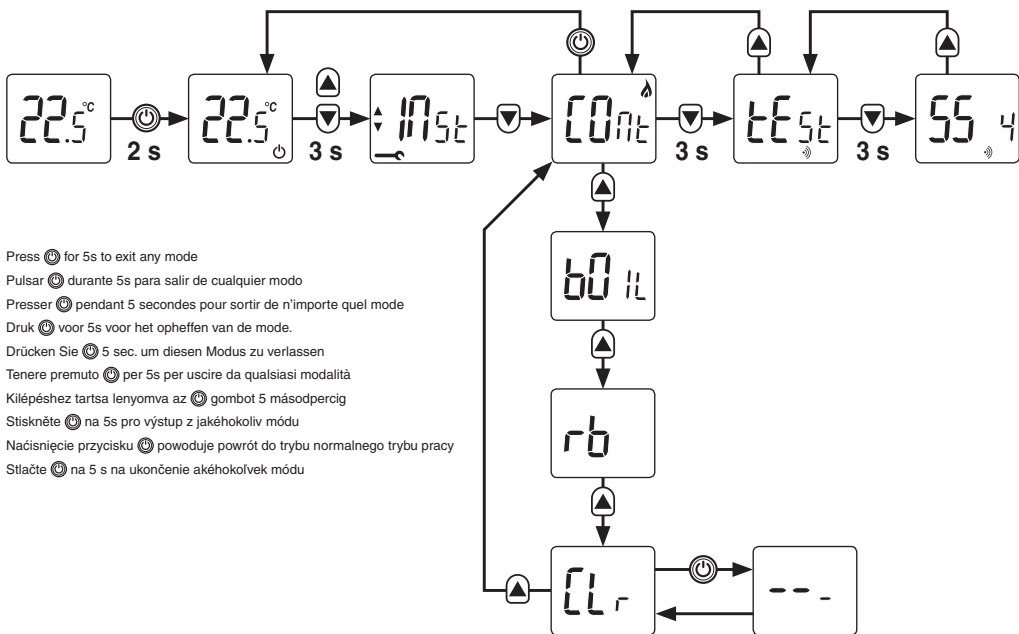 22.5°C
2 s
22.5°C
3 s
INSt
CONt
3 s
tESt
3 s
55 4
bOIL
rb
CLr
---
Press for 5s to exit any mode
Pulsar durante 5s para salir de cualquier modo
Presser pendant 5 secondes pour sortir de n'importe quel mode
Druk voor 5s voor het opheffen van de mode.
Drücken Sie 5 sec. um diesen Modus zu verlassen
Tenere premuto per 5s per uscire da qualsiasi modalità
Kilépéshez tartsa lenyomva az gombot 5 másodpercig
Stiskněte na 5s pro výstup z jakéhokoliv módu
Naćisnięcie przycisku powoduje powrót do trybu normalnego trybu pracy
Stlačte na 5 s na ukončenie akéhokoľvek módu